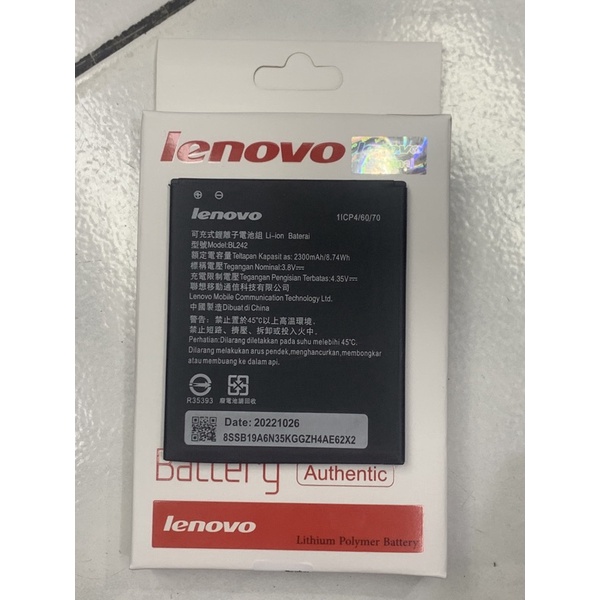 lenovo
lenovo
1ICP4/60/70
可充式鋰離子電池組 Li-ion Baterai
型號Model:BL242
額定電容量Teltapan Kapasit as: 2300mAh/8.74Wh
標稱電壓Tegangan Nominal:3.8V⎓
充電限制電壓Tegangan Pengisian Terbatas:4.35V⎓
聯想移動通信科技有限公司
Lenovo Mobile Communication Technology Ltd.
中國製造Dibuat di China
警告: 禁止置於45℃以上高溫環境.
禁止短路、擠壓、拆卸或投入火中.
Perhatian:Dilarang diletakkan pada suhu melebihi 45℃.
Dilarang melakukan arus pendek,menghancurkan,membongkar
atau membuang ke dalam api.
R35393
廢電池請回收
Date: 20221026
8SSB19A6N35KGGZH4AE62X2
Battery
Authentic
lenovo
Lithium Polymer Battery